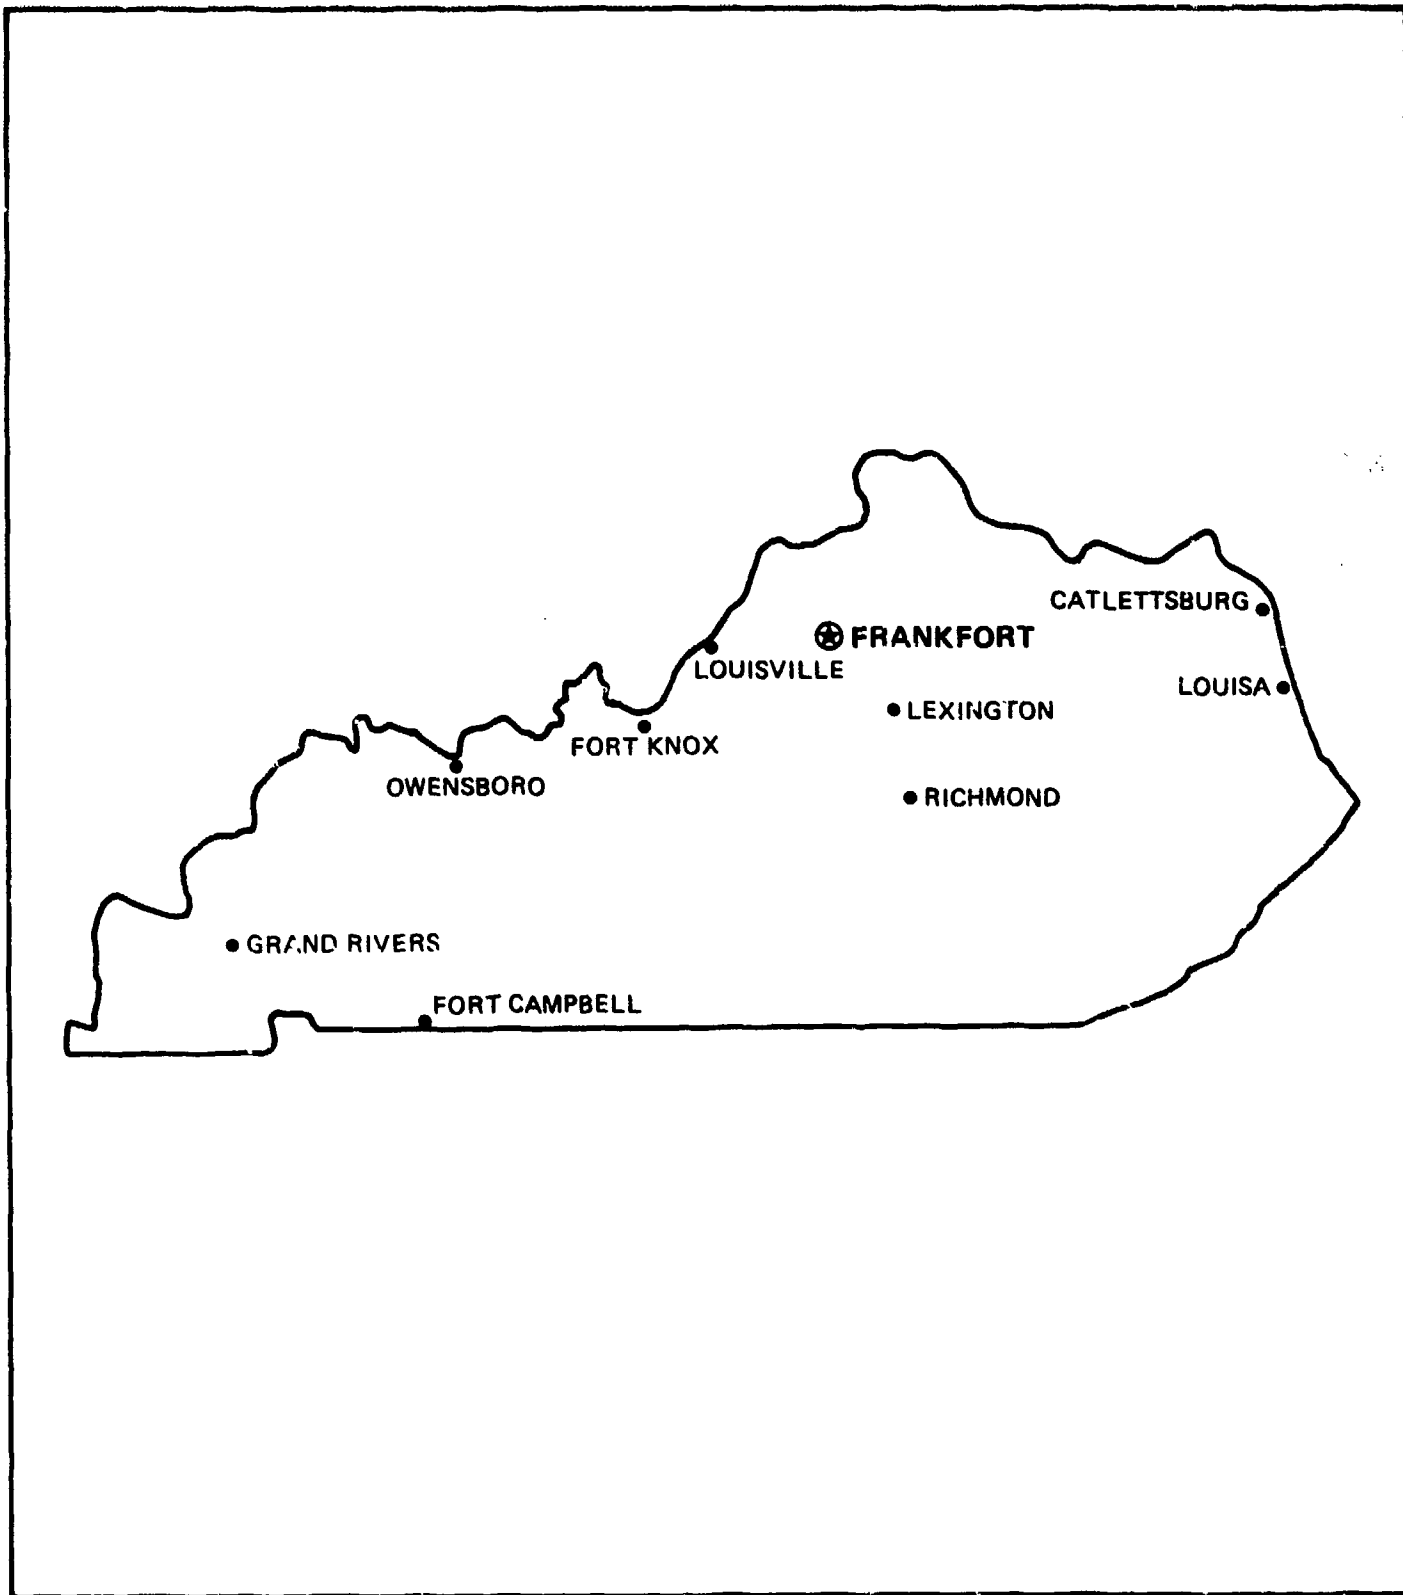 CATLETTSBURG
FRANKFORT
LOUISVILLE
LOUISA
LEXINGTON
FORT KNOX
OWENSBORO
RICHMOND
GRAND RIVERS
FORT CAMPBELL